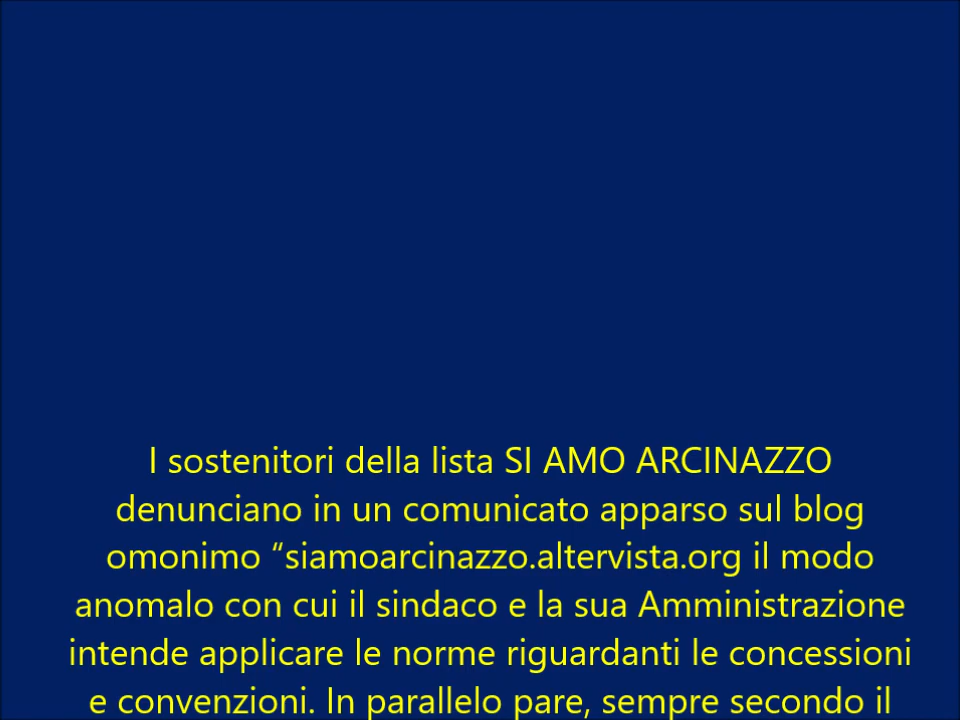 I sostenitori della lista SI AMO ARCINAZZO
denunciano in un comunicato apparso sul blog
omonimo “siamoarcinazzo.altervista.org il modo
anomalo con cui il sindaco e la sua Amministrazione
intende applicare le norme riguardanti le concessioni
e convenzioni. In parallelo pare, sempre secondo il